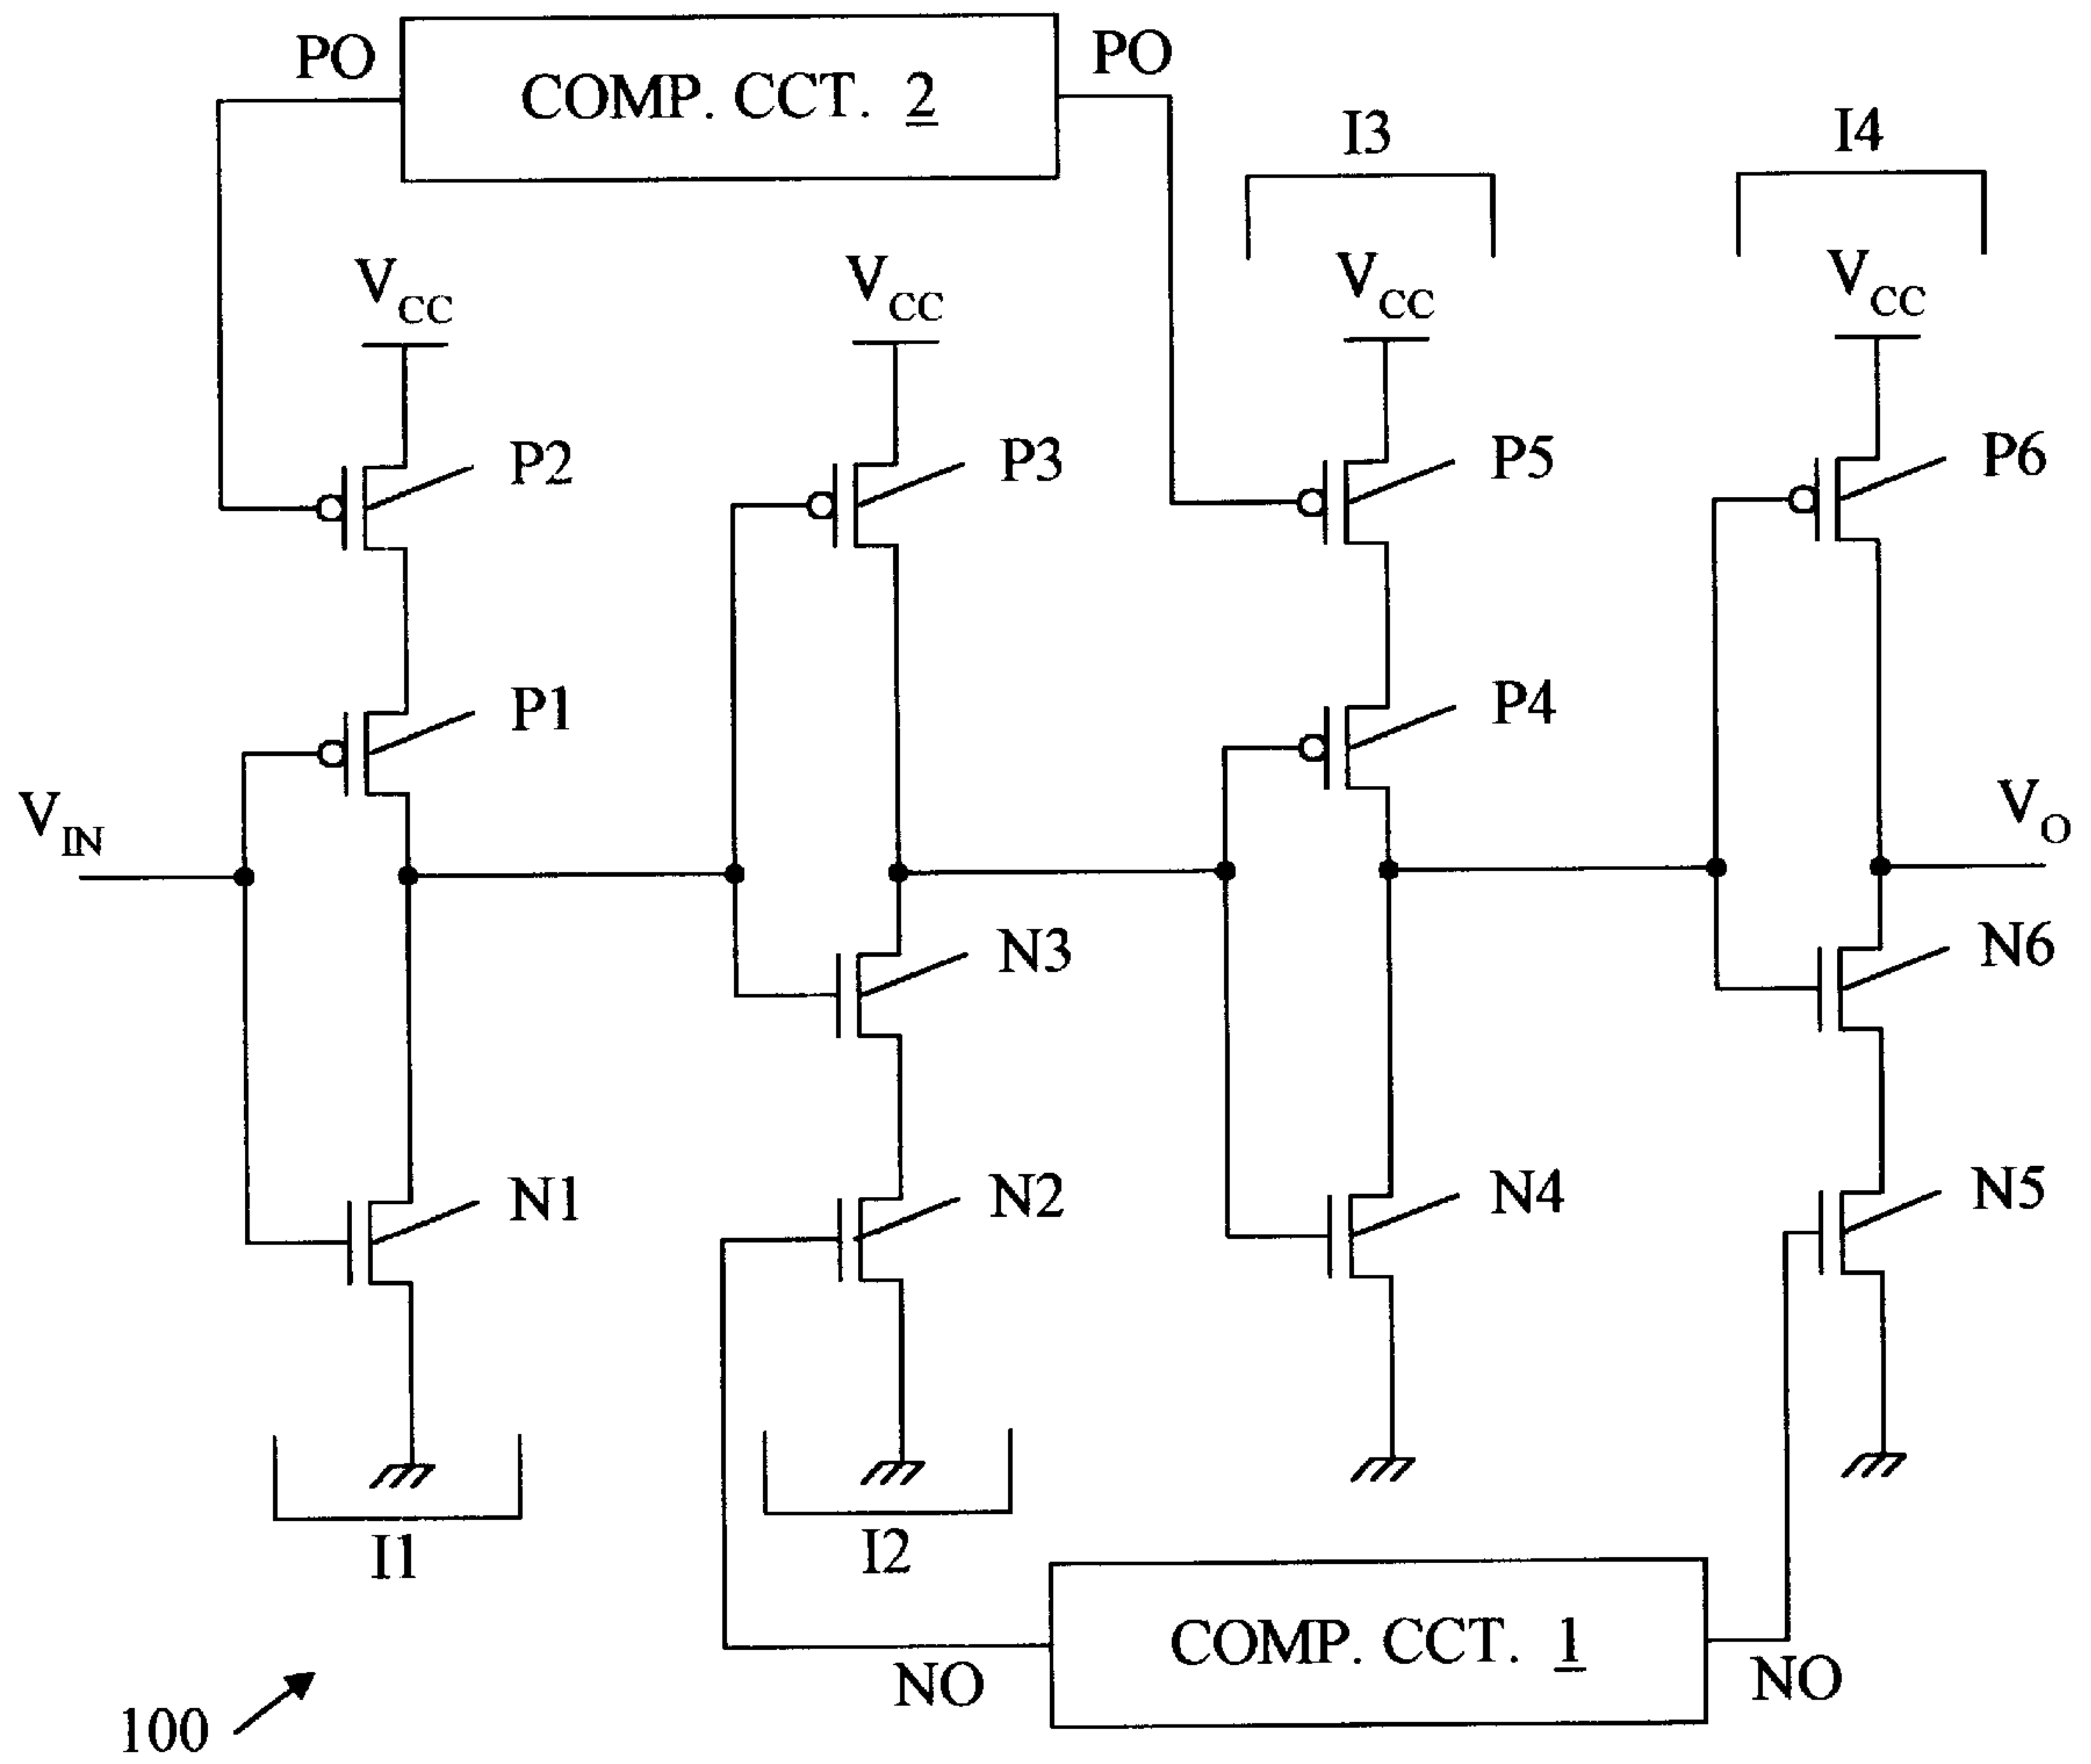 PO
COMP. CCT. 2
PO
I3
I4
VCC
VCC
VCC
VCC
P2
P3
P5
P6
P1
P4
VIN
VO
N3
N6
N1
N2
N4
N5
I1
I2
COMP. CCT. 1
NO
NO
100